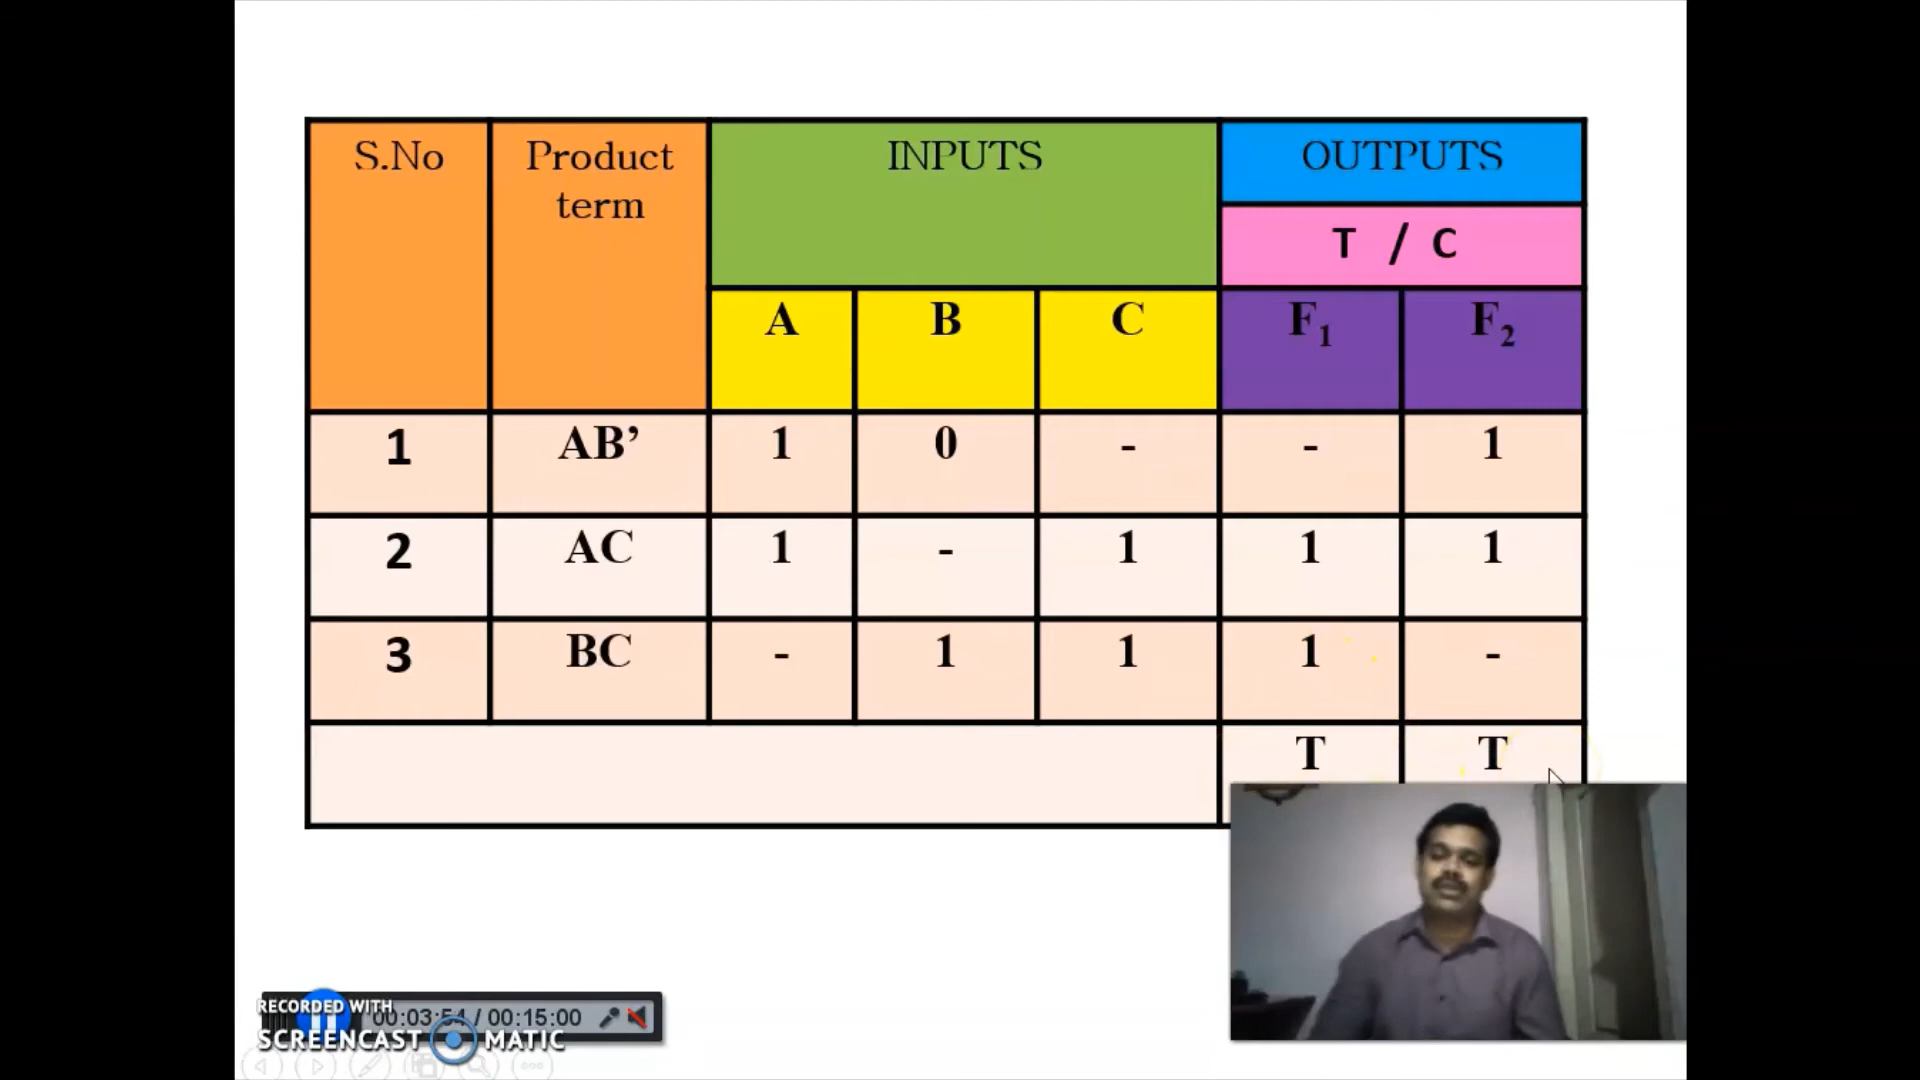 S.No Product term INPUTS OUTPUTS
T / C
A B C F₁ F₂
1 AB’ 1 0 - - 1
2 AC 1 - 1 1 1
3 BC - 1 1 1 -
T T
RECORDED WITH
00:03:54 / 00:15:00
SCREENCAST MATIC